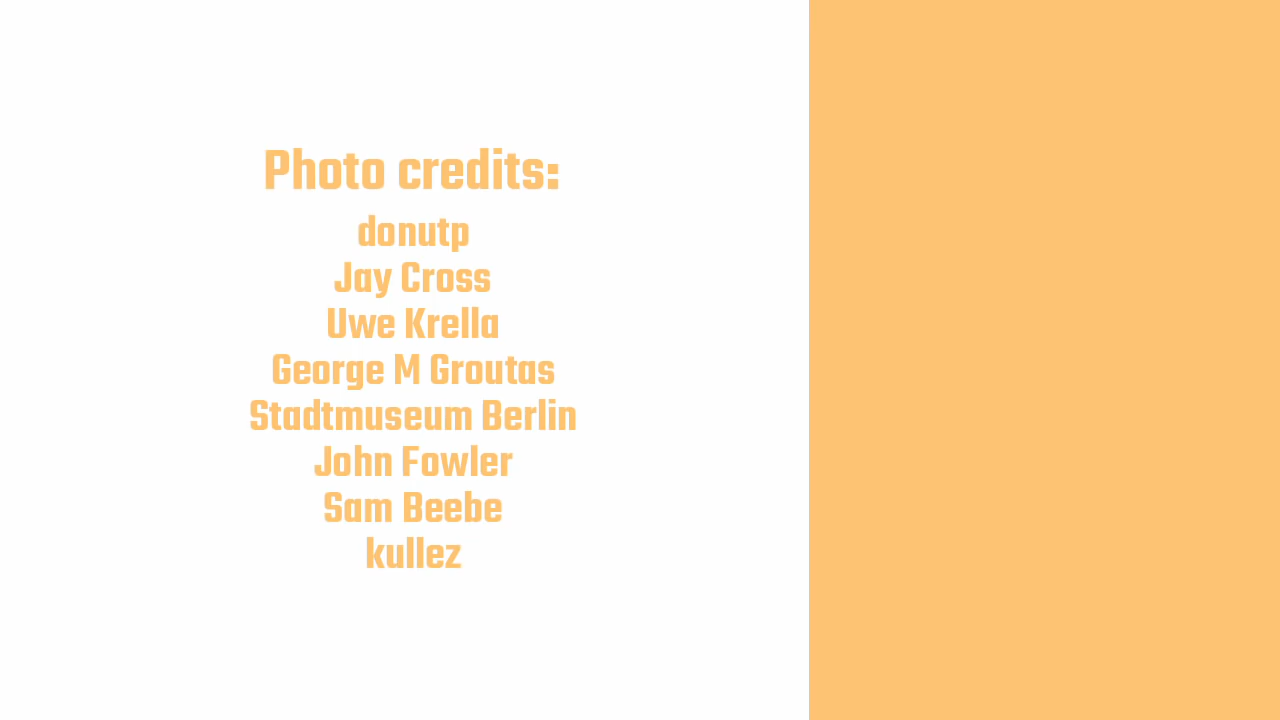 Photo credits:
donutp
Jay Cross
Uwe Krella
George M Groutas
Stadtmuseum Berlin
John Fowler
Sam Beebe
kullez